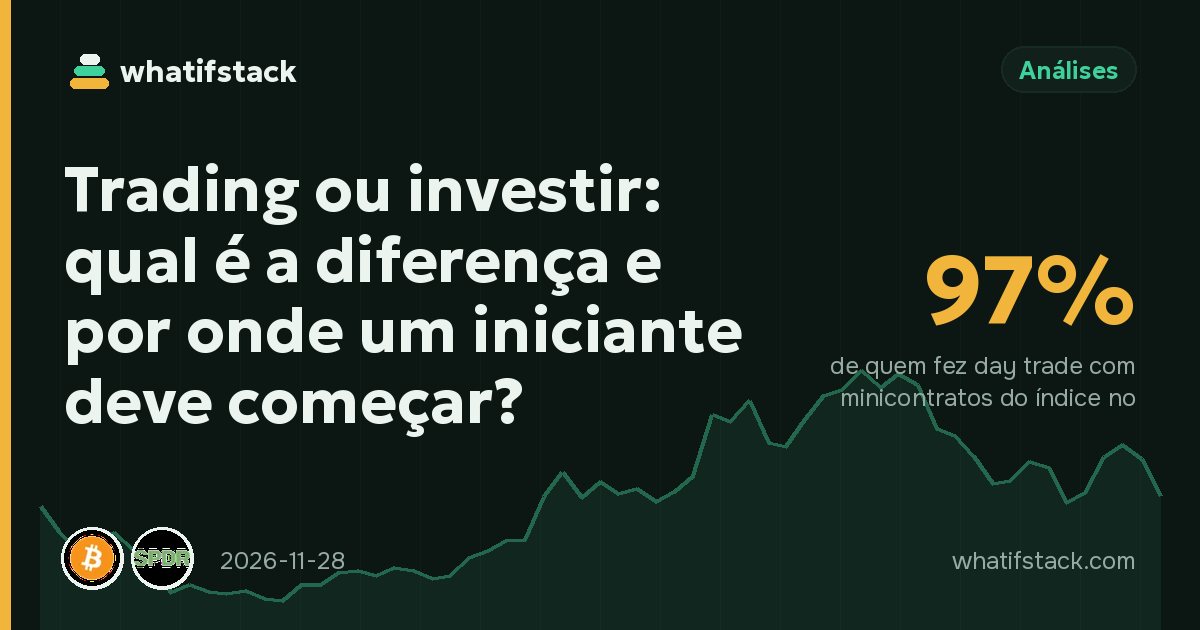 whatifstack
Análises
Trading ou investir:
qual é a diferença e
por onde um iniciante
deve começar?
97%
de quem fez day trade com
minicontratos do índice no
SPDR
2026-11-28
whatifstack.com